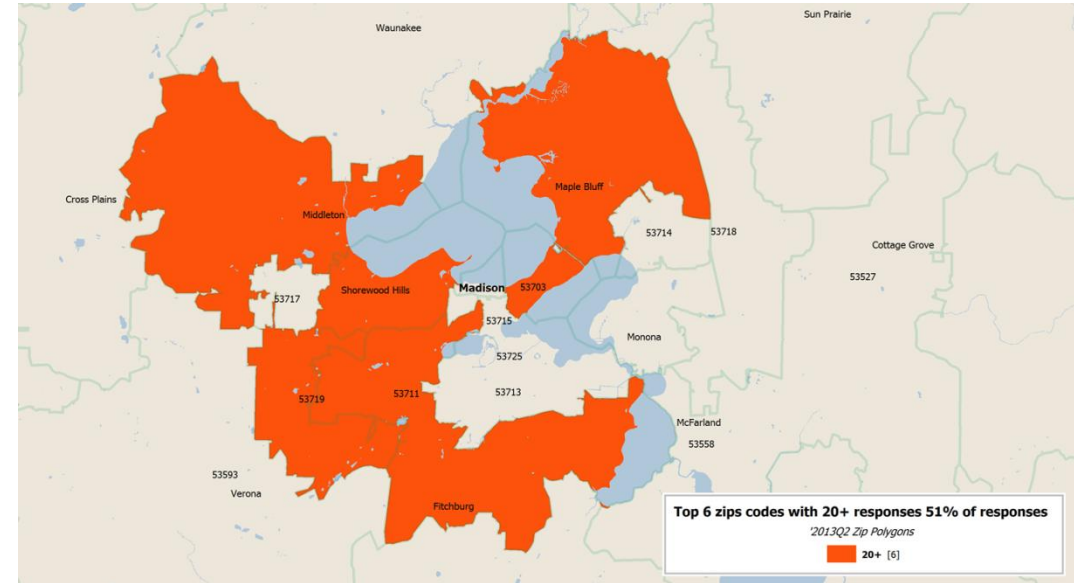 Sun Prairie
Waunakee
Maple Bluff
Cross Plains
Middleton
53714
53718
Cottage Grove
53527
Madison
53703
Shorewood Hills
53717
53715
Monona
53725
53713
53711
53719
McFarland
53558
53593
Verona
Fitchburg
Top 6 zips codes with 20+ responses 51% of responses
'2013Q2 Zip Polygons
20+ [6]